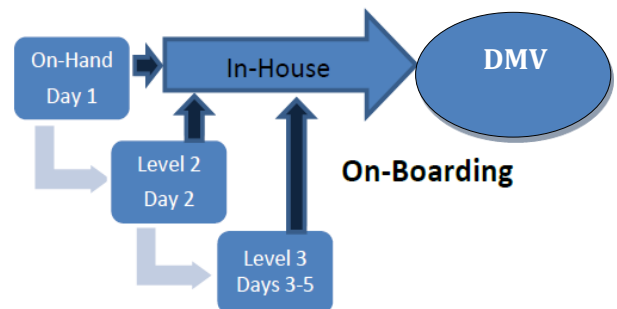 On-Hand
Day 1
In-House
DMV
Level 2
Day 2
On-Boarding
Level 3
Days 3-5